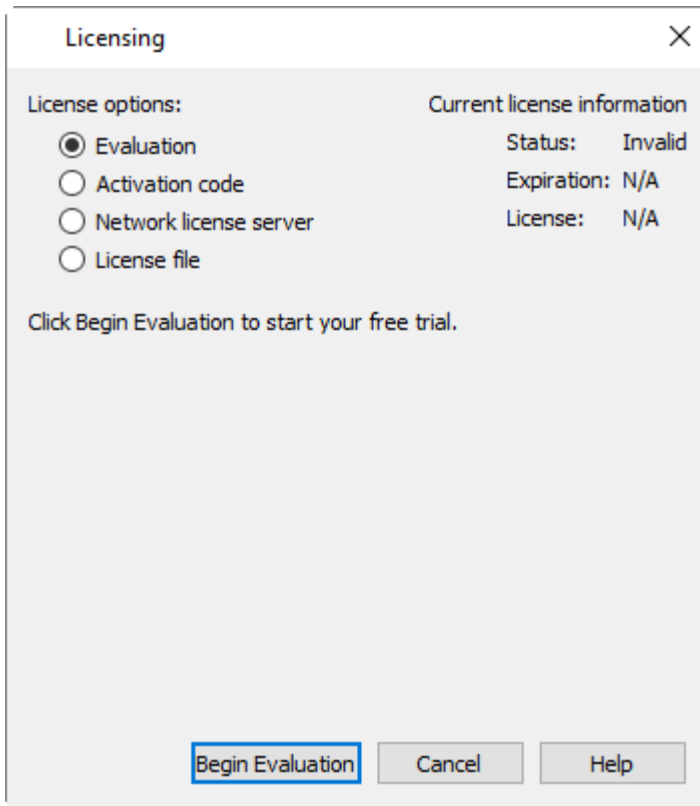 Licensing
License options:
Evaluation
Activation code
Network license server
License file
Current license information
Status: Invalid
Expiration: N/A
License: N/A
Click Begin Evaluation to start your free trial.
Begin Evaluation
Cancel
Help